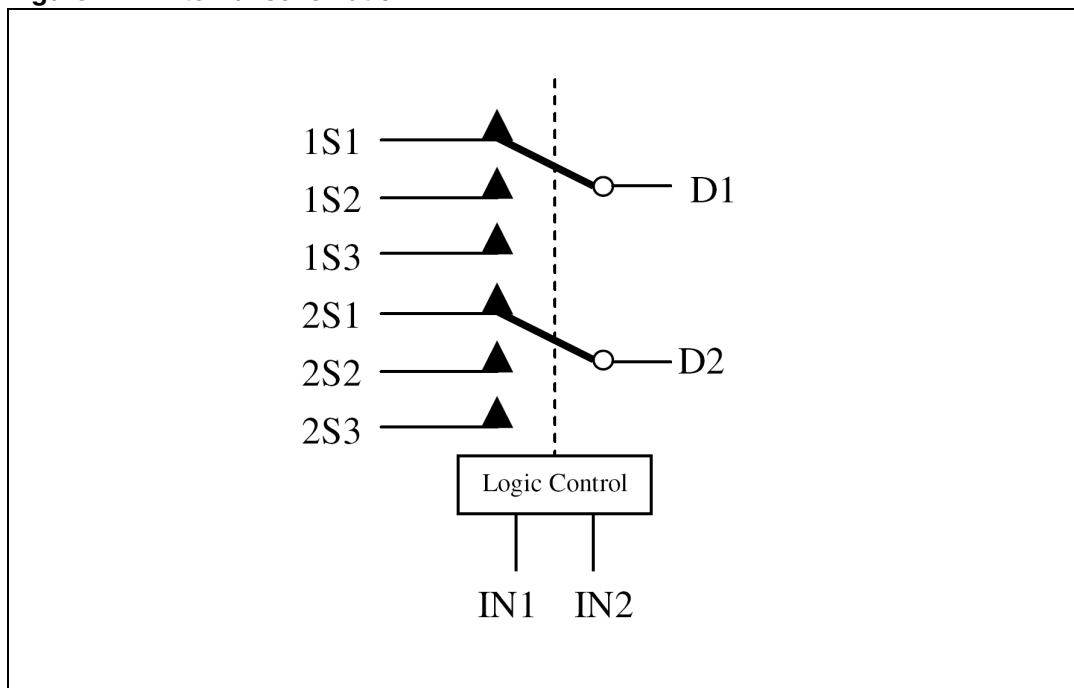 1S1
D1
1S2
1S3
2S1
D2
2S2
2S3
Logic Control
IN1 IN2